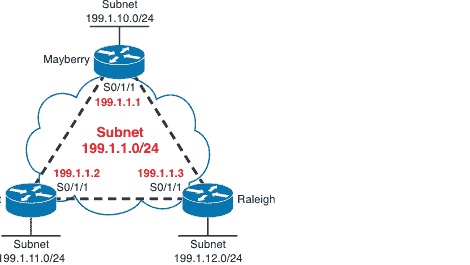 Subnet
199.1.10.0/24
Mayberry
S0/1/1
199.1.1.1
Subnet
199.1.1.0/24
199.1.1.2
199.1.1.3
S0/1/1
S0/1/1
Raleigh
Subnet
199.1.11.0/24
Subnet
199.1.12.0/24